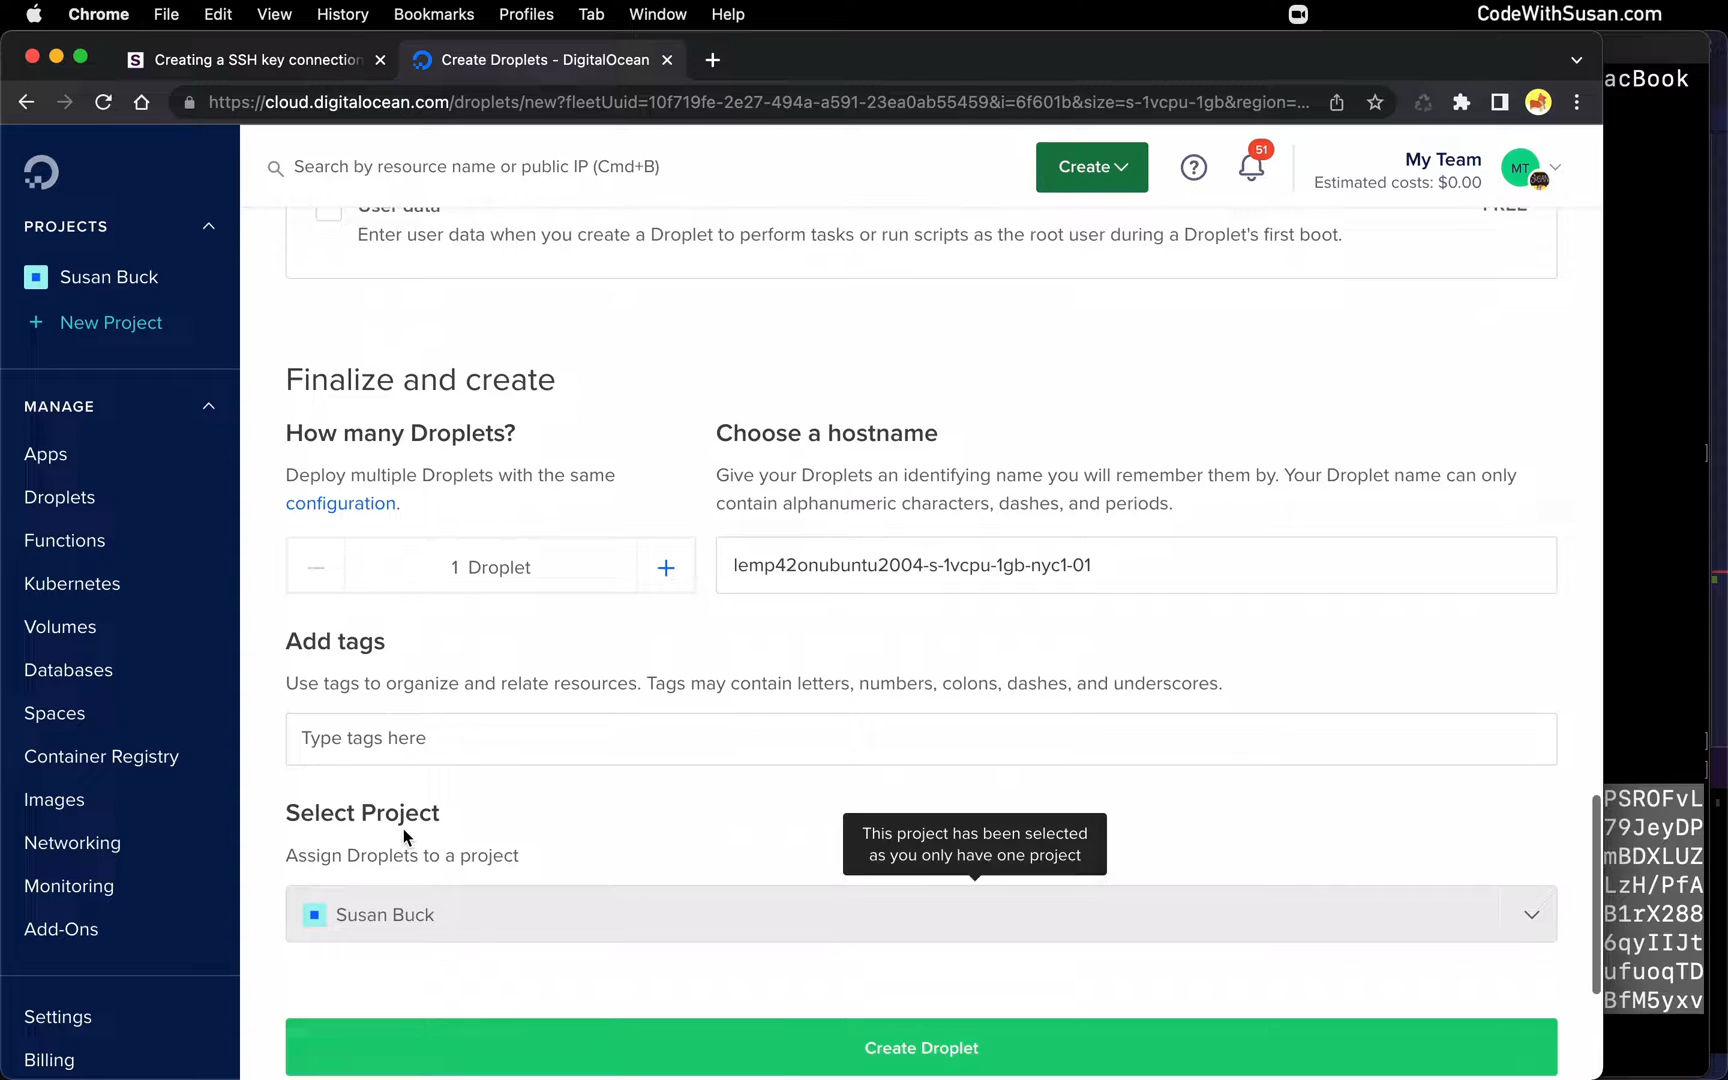 Chrome File Edit View History Bookmarks Profiles Tab Window Help
CodeWithSusan.com
Creating a SSH key connection
Create Droplets - DigitalOcean
acBook
https://cloud.digitalocean.com/droplets/new?fleetUuid=10f719fe-2e27-494a-a591-23ea0ab55459&i=6f601b&size=s-1vcpu-1gb&region=...
Search by resource name or public IP (Cmd+B)
Create
51
My Team
Estimated costs: $0.00
MT
PROJECTS
Susan Buck
+ New Project
MANAGE
Apps
Droplets
Functions
Kubernetes
Volumes
Databases
Spaces
Container Registry
Images
Networking
Monitoring
Add-Ons
Settings
Billing
User data
FREE
Enter user data when you create a Droplet to perform tasks or run scripts as the root user during a Droplet's first boot.
Finalize and create
How many Droplets?
Deploy multiple Droplets with the same
configuration.
1 Droplet
Choose a hostname
Give your Droplets an identifying name you will remember them by. Your Droplet name can only
contain alphanumeric characters, dashes, and periods.
lemp42onubuntu2004-s-1vcpu-1gb-nyc1-01
Add tags
Use tags to organize and relate resources. Tags may contain letters, numbers, colons, dashes, and underscores.
Type tags here
Select Project
Assign Droplets to a project
This project has been selected
as you only have one project
Susan Buck
Create Droplet
PSROFvL
79JeyDP
mBDXLUZ
LzH/PfA
B1rX288
6qyIIJt
ufuoqTD
BfM5yxv